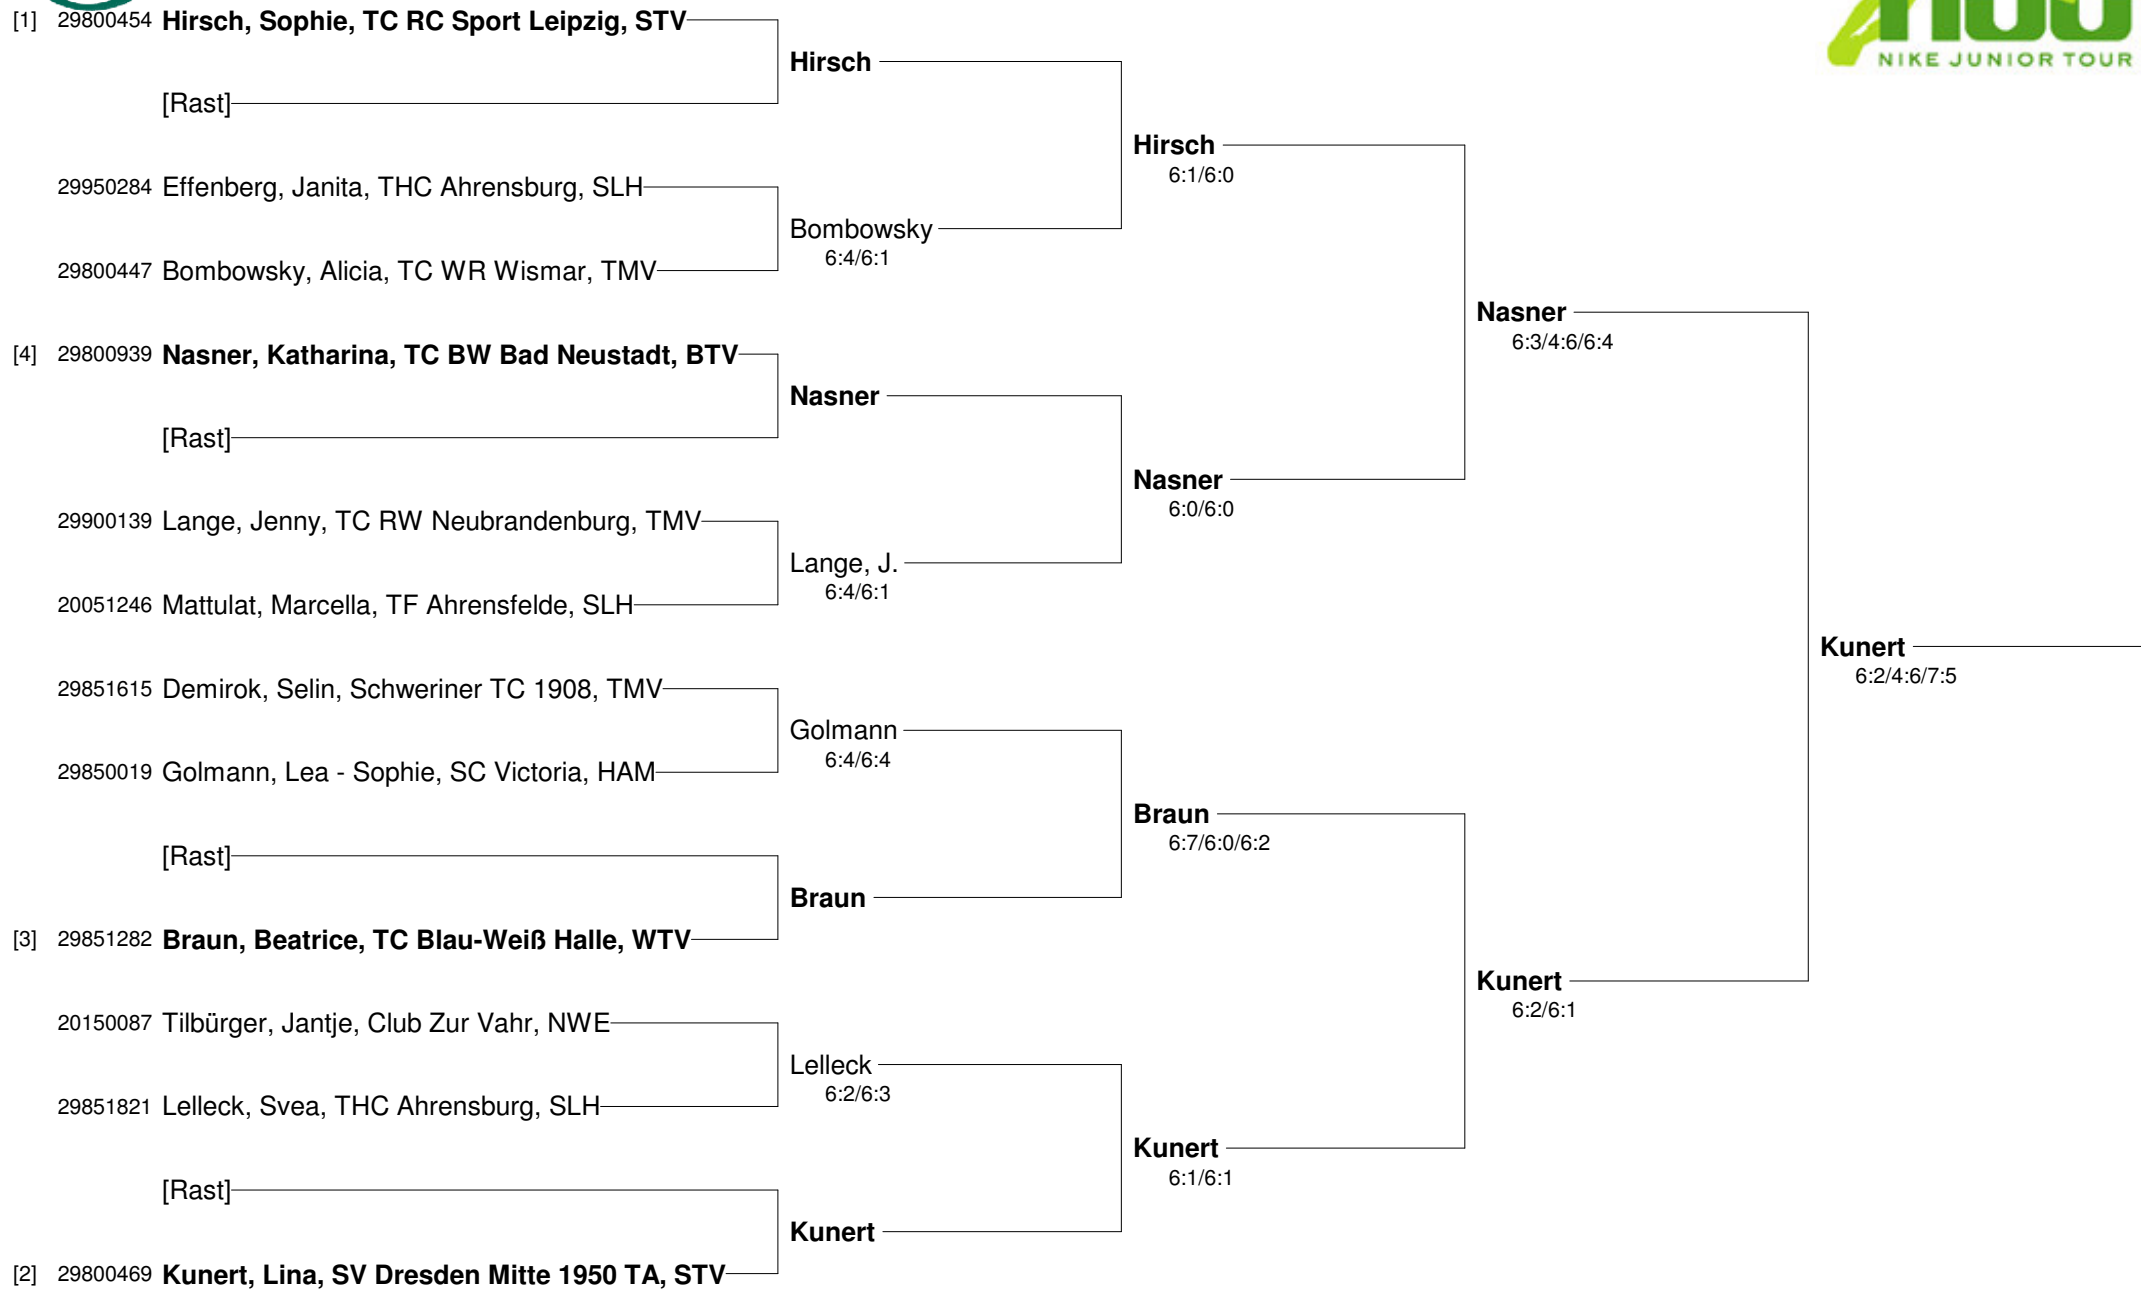 [1] 29800454 Hirsch, Sophie, TC RC Sport Leipzig, STV
NIKE JUNIOR TOUR
Hirsch
[Rast]
Hirsch
6:1/6:0
29950284 Effenberg, Janita, THC Ahrensburg, SLH
Bombowsky
6:4/6:1
29800447 Bombowsky, Alicia, TC WR Wismar, TMV
Nasner
6:3/4:6/6:4
[4] 29800939 Nasner, Katharina, TC BW Bad Neustadt, BTV
Nasner
[Rast]
Nasner
6:0/6:0
29900139 Lange, Jenny, TC RW Neubrandenburg, TMV
Lange, J.
6:4/6:1
20051246 Mattulat, Marcella, TF Ahrensfelde, SLH
Kunert
6:2/4:6/7:5
29851615 Demirok, Selin, Schweriner TC 1908, TMV
Golmann
6:4/6:4
29850019 Golmann, Lea - Sophie, SC Victoria, HAM
Braun
6:7/6:0/6:2
[Rast]
Braun
[3] 29851282 Braun, Beatrice, TC Blau-Weiß Halle, WTV
Kunert
6:2/6:1
20150087 Tilbürger, Jantje, Club Zur Vahr, NWE
Lelleck
6:2/6:3
29851821 Lelleck, Svea, THC Ahrensburg, SLH
Kunert
6:1/6:1
[Rast]
Kunert
[2] 29800469 Kunert, Lina, SV Dresden Mitte 1950 TA, STV